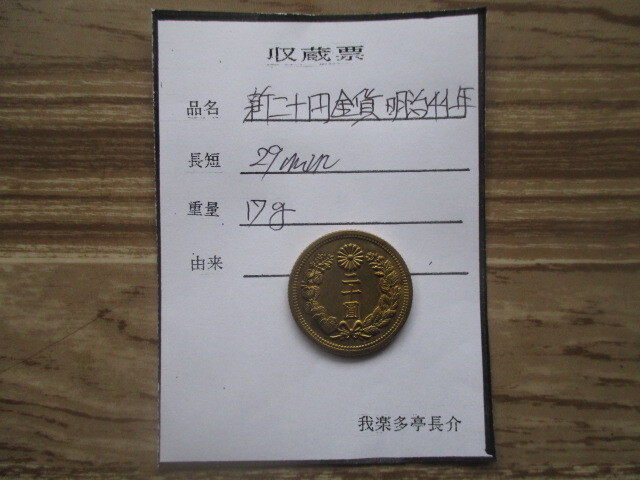 収蔵票
品名 新二十円金貨 明治44年
長短 29mm
重量 17g
由来
二十圓
我楽多亭長介